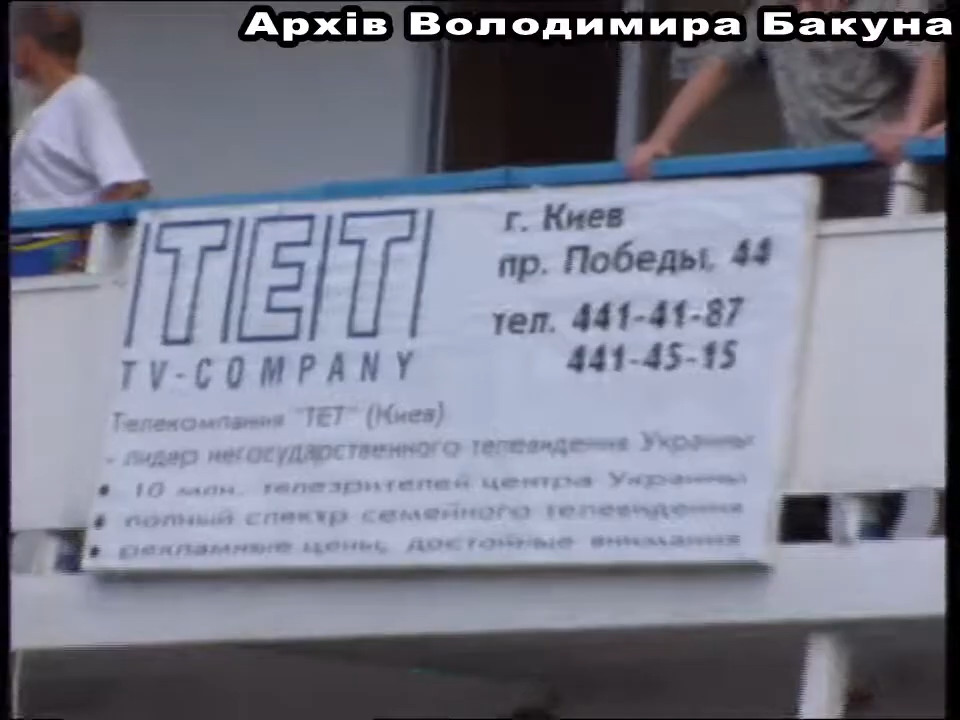 Архів Володимира Бакуна
ТЕТ
TV-COMPANY
г. Киев
пр. Победы, 44
тел. 441-41-87
441-45-15
Телекомпания "ТЕТ" (Киев)
- лидер негосударственного телевидения Украины
• 10 млн. телезрителей центра Украины
• полный спектр семейного телевидения
• рекламные цены, достойные внимания